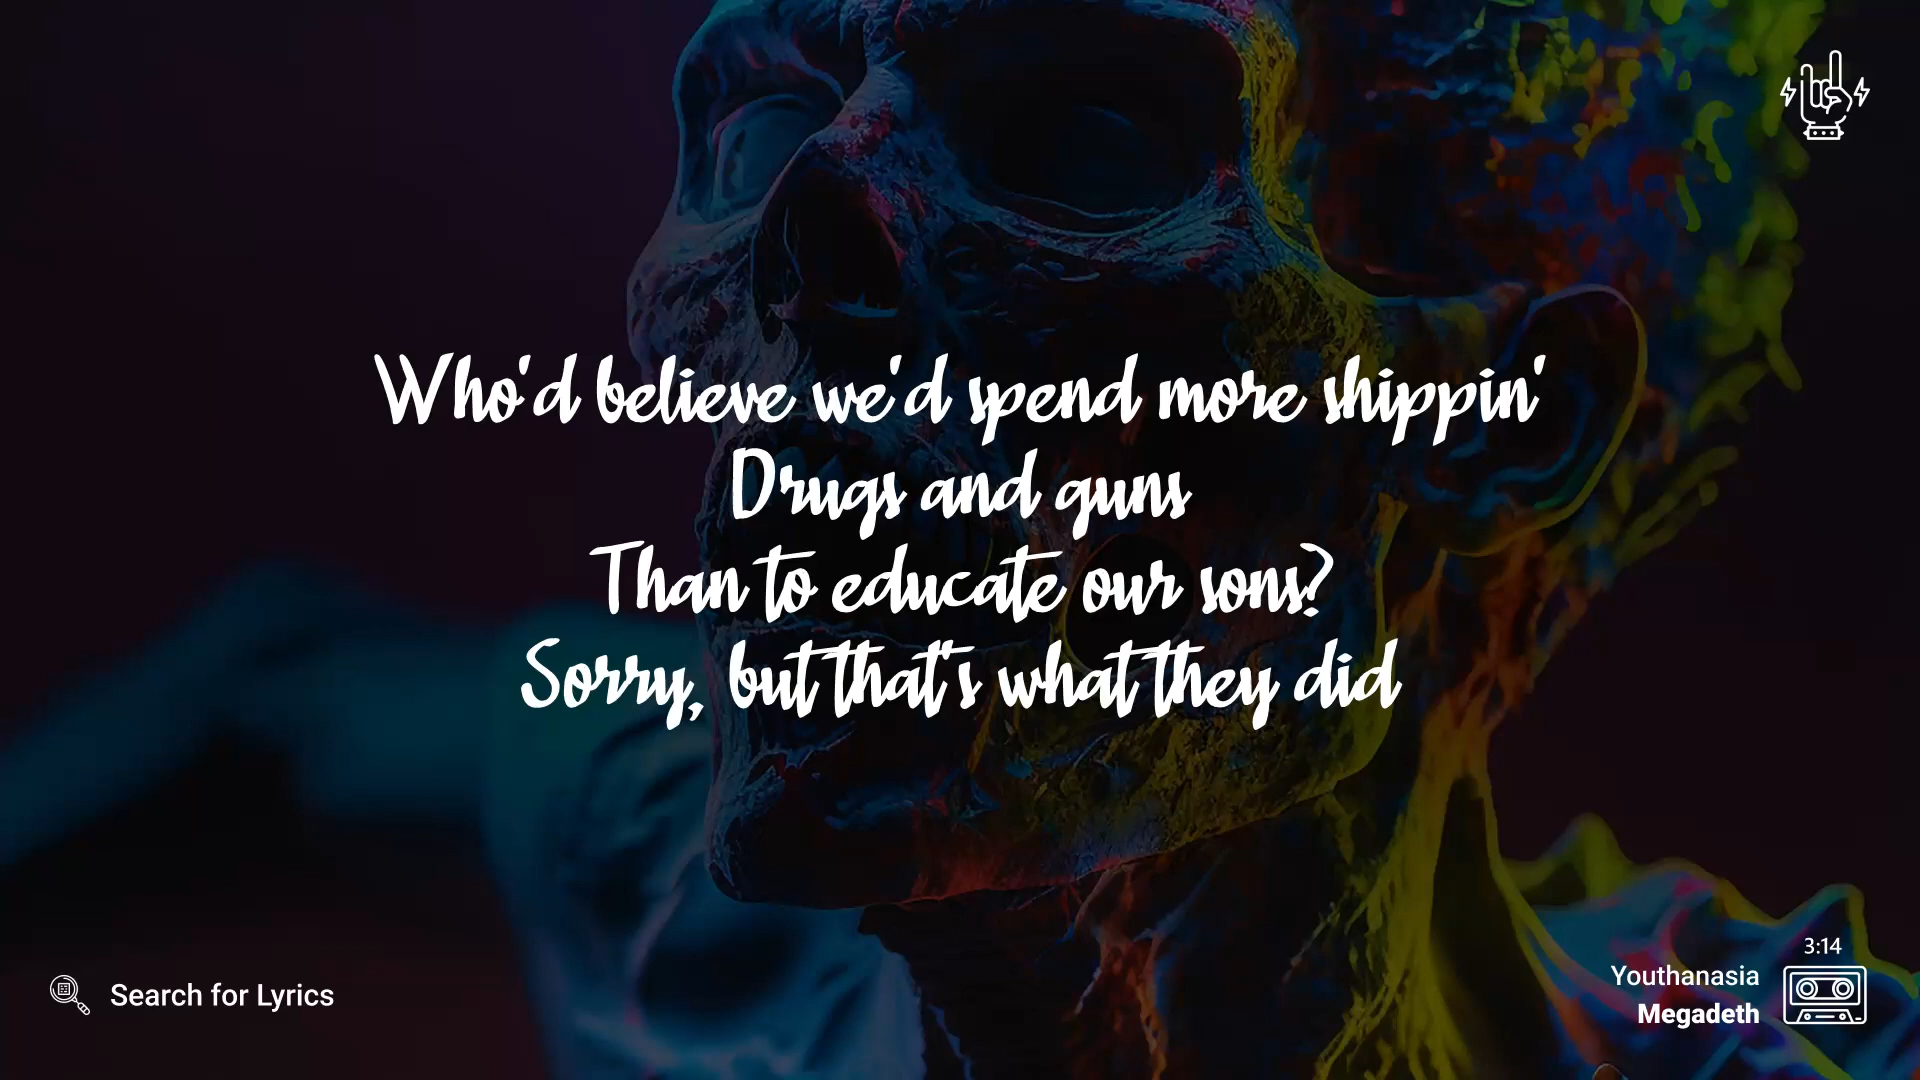 Who'd believe we'd spend more shippin'
Drugs and guns
Than to educate our sons?
Sorry, but that's what they did
3:14
Search for Lyrics
Youthanasia
Megadeth